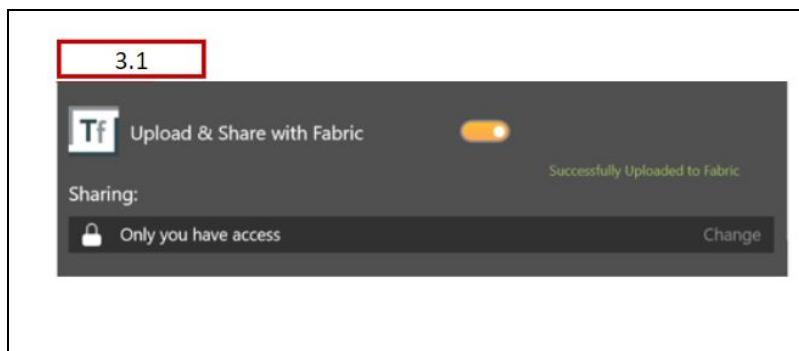 3.1
Tf Upload & Share with Fabric
Successfully Uploaded to Fabric
Sharing:
Only you have access Change